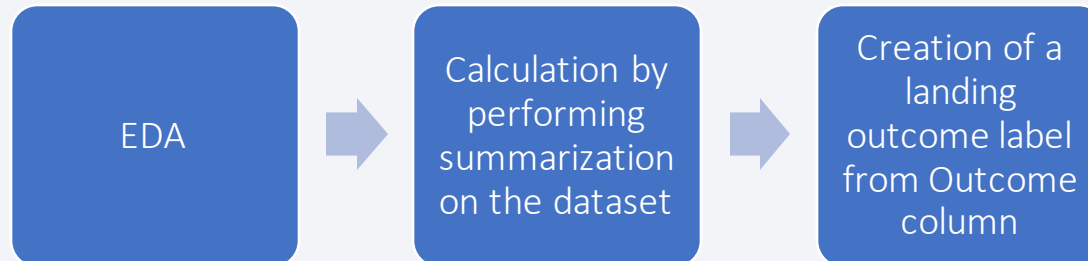 EDA
Calculation by
performing
summarization
on the dataset
Creation of a
landing
outcome label
from Outcome
column